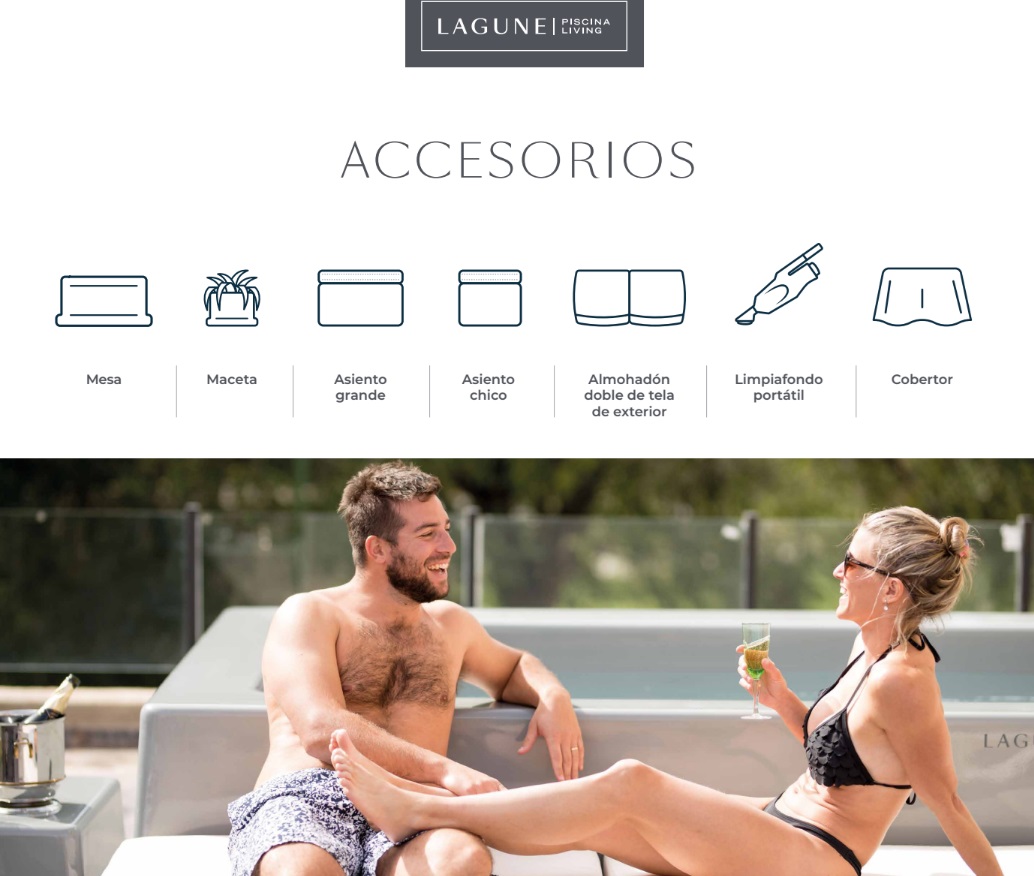 LAGUNE | PISCINA LIVING
ACCESORIOS
Mesa
Maceta
Asiento
grande
Asiento
chico
Almohadón
doble de tela
de exterior
Limpiafondo
portátil
Cobertor
LAGU